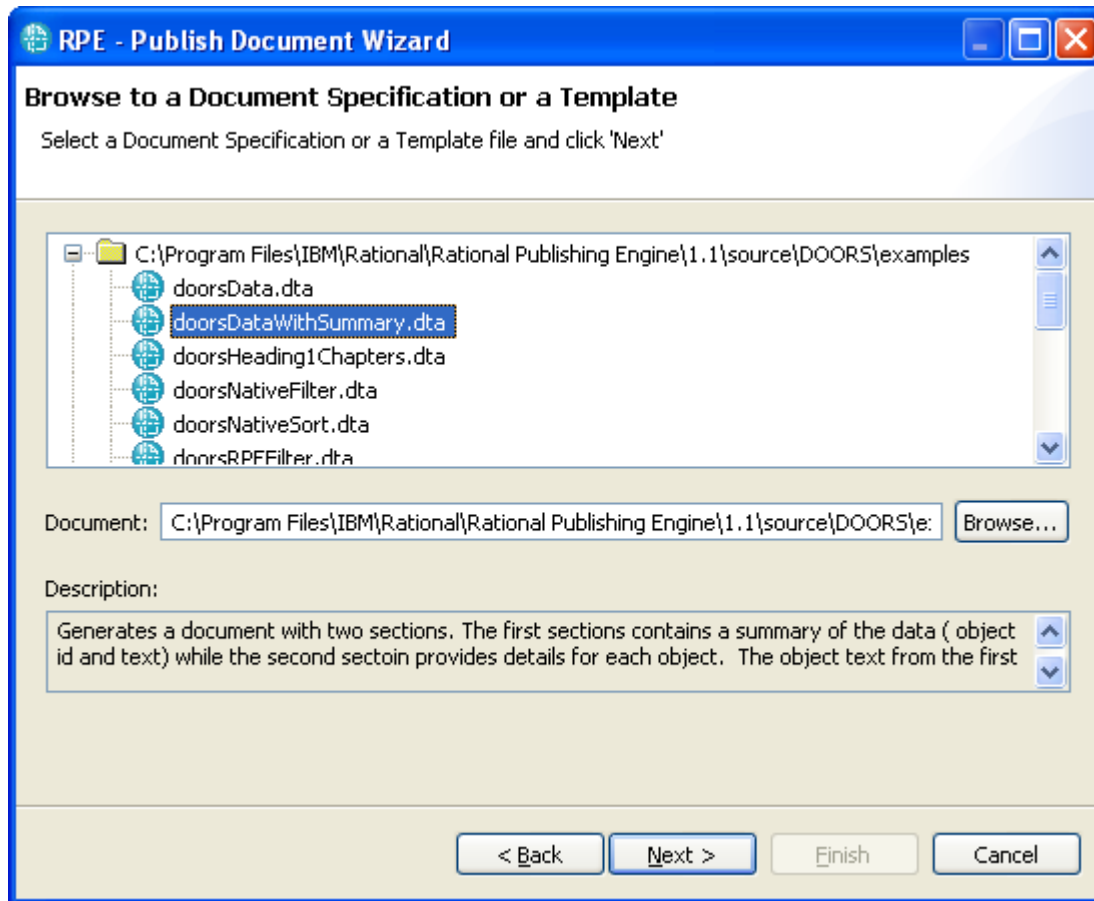 RPE - Publish Document Wizard
Browse to a Document Specification or a Template
Select a Document Specification or a Template file and click 'Next'
C:\Program Files\IBM\Rational\Rational Publishing Engine\1.1\source\DOORS\examples
doorsData.dta
doorsDataWithSummary.dta
doorsHeading1Chapters.dta
doorsNativeFilter.dta
doorsNativeSort.dta
doorsRPEFilter.dta
Document: C:\Program Files\IBM\Rational\Rational Publishing Engine\1.1\source\DOORS\e: Browse...
Description:
Generates a document with two sections. The first sections contains a summary of the data ( object
id and text) while the second sectoin provides details for each object.  The object text from the first
< Back Next > Finish Cancel